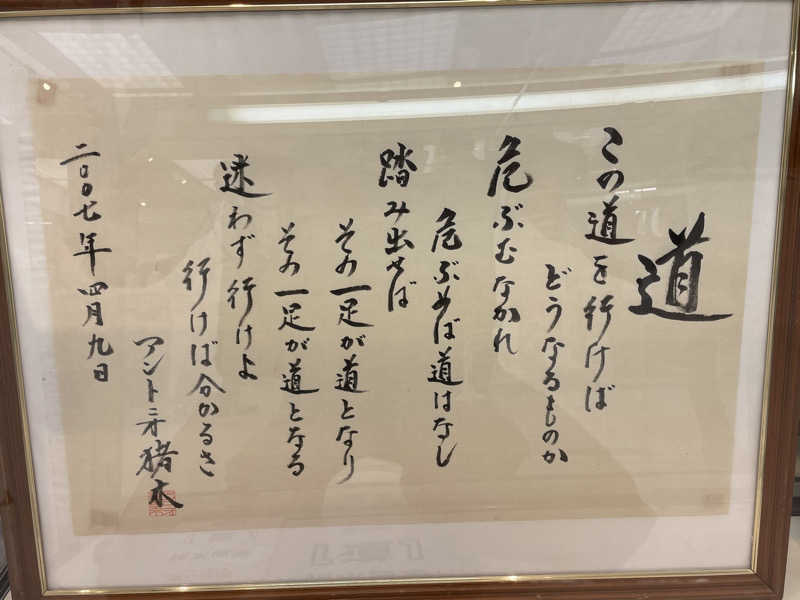 道
この道を行けば
どうなるものか
危ぶむなかれ
危ぶめば道はなし
踏み出せば
その一足が道となり
その一足が道となる
迷わず行けよ
行けば分かるさ
アントニオ猪木
二〇〇七年四月九日